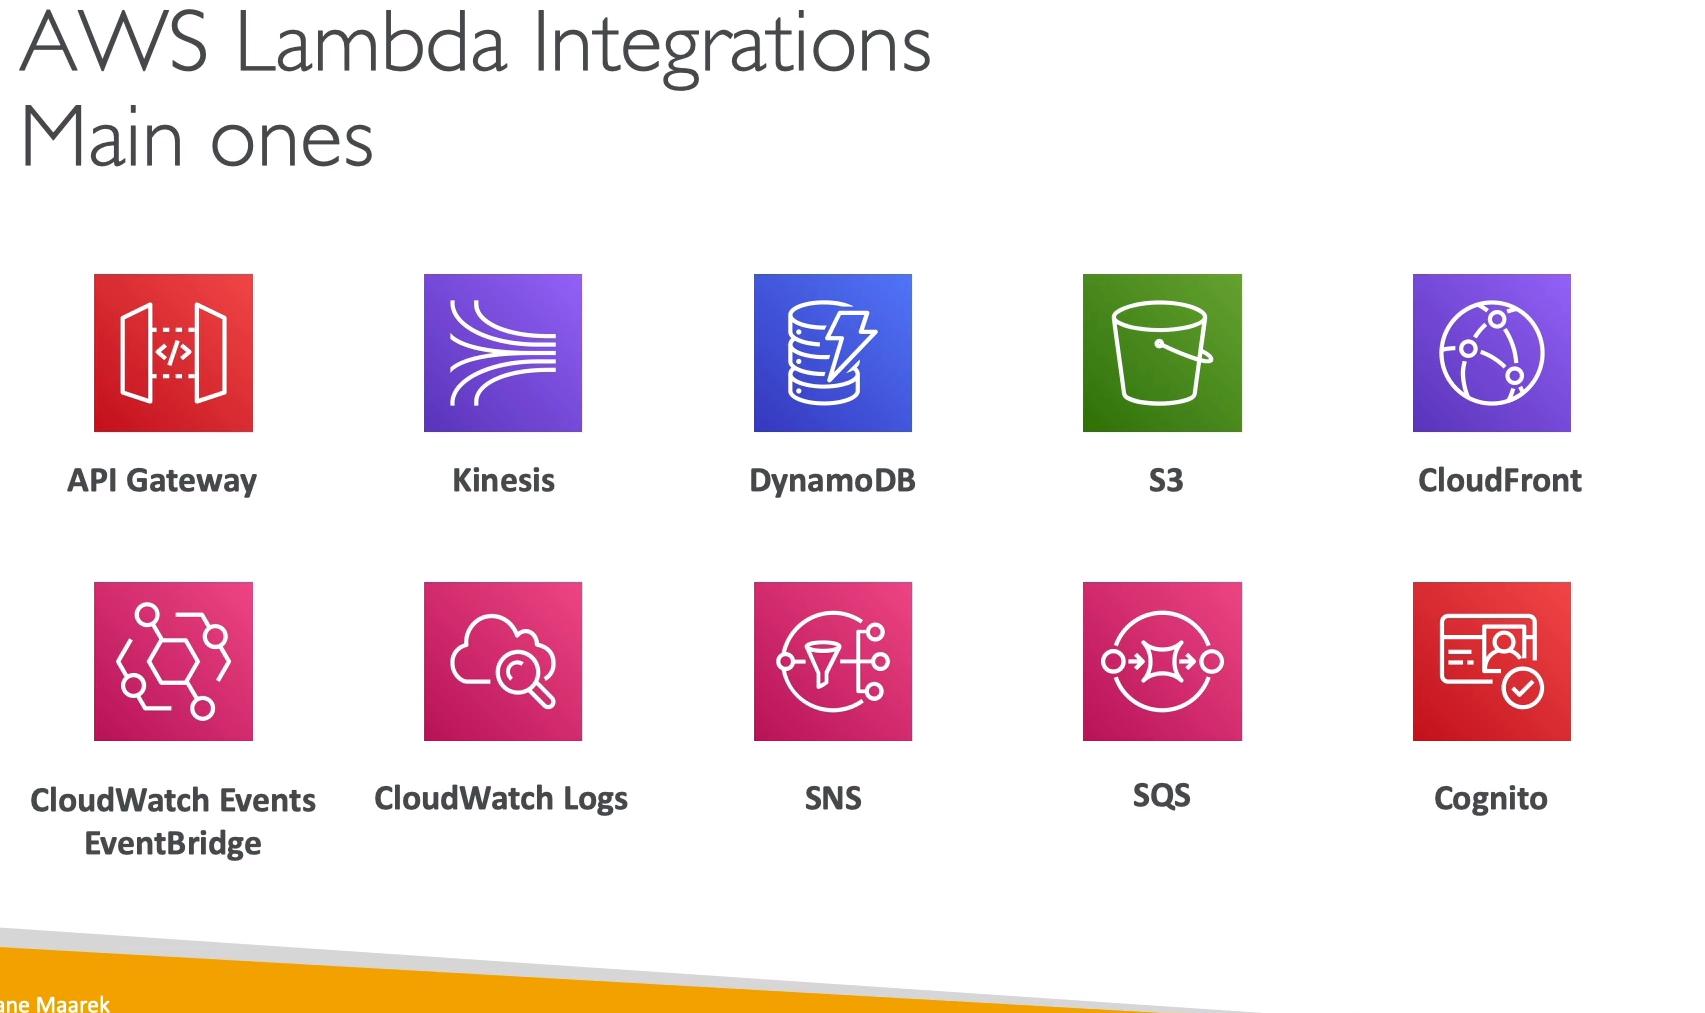 AWS Lambda Integrations
Main ones
</>
API Gateway
Kinesis
DynamoDB
S3
CloudFront
CloudWatch Events
EventBridge
CloudWatch Logs
SNS
SQS
Cognito
Maarek